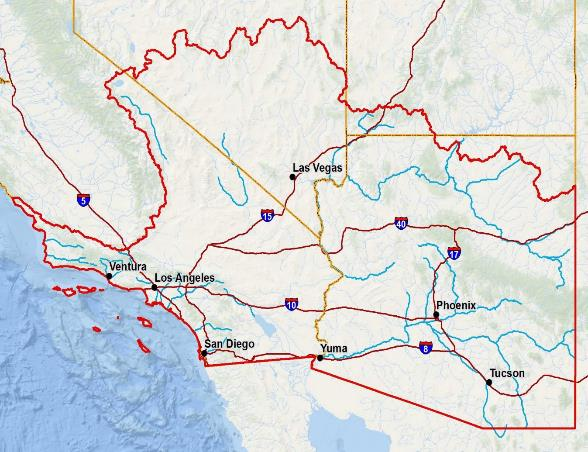 Las Vegas
5
15
40
17
Ventura
Los Angeles
10
Phoenix
San Diego
Yuma
8
Tucson